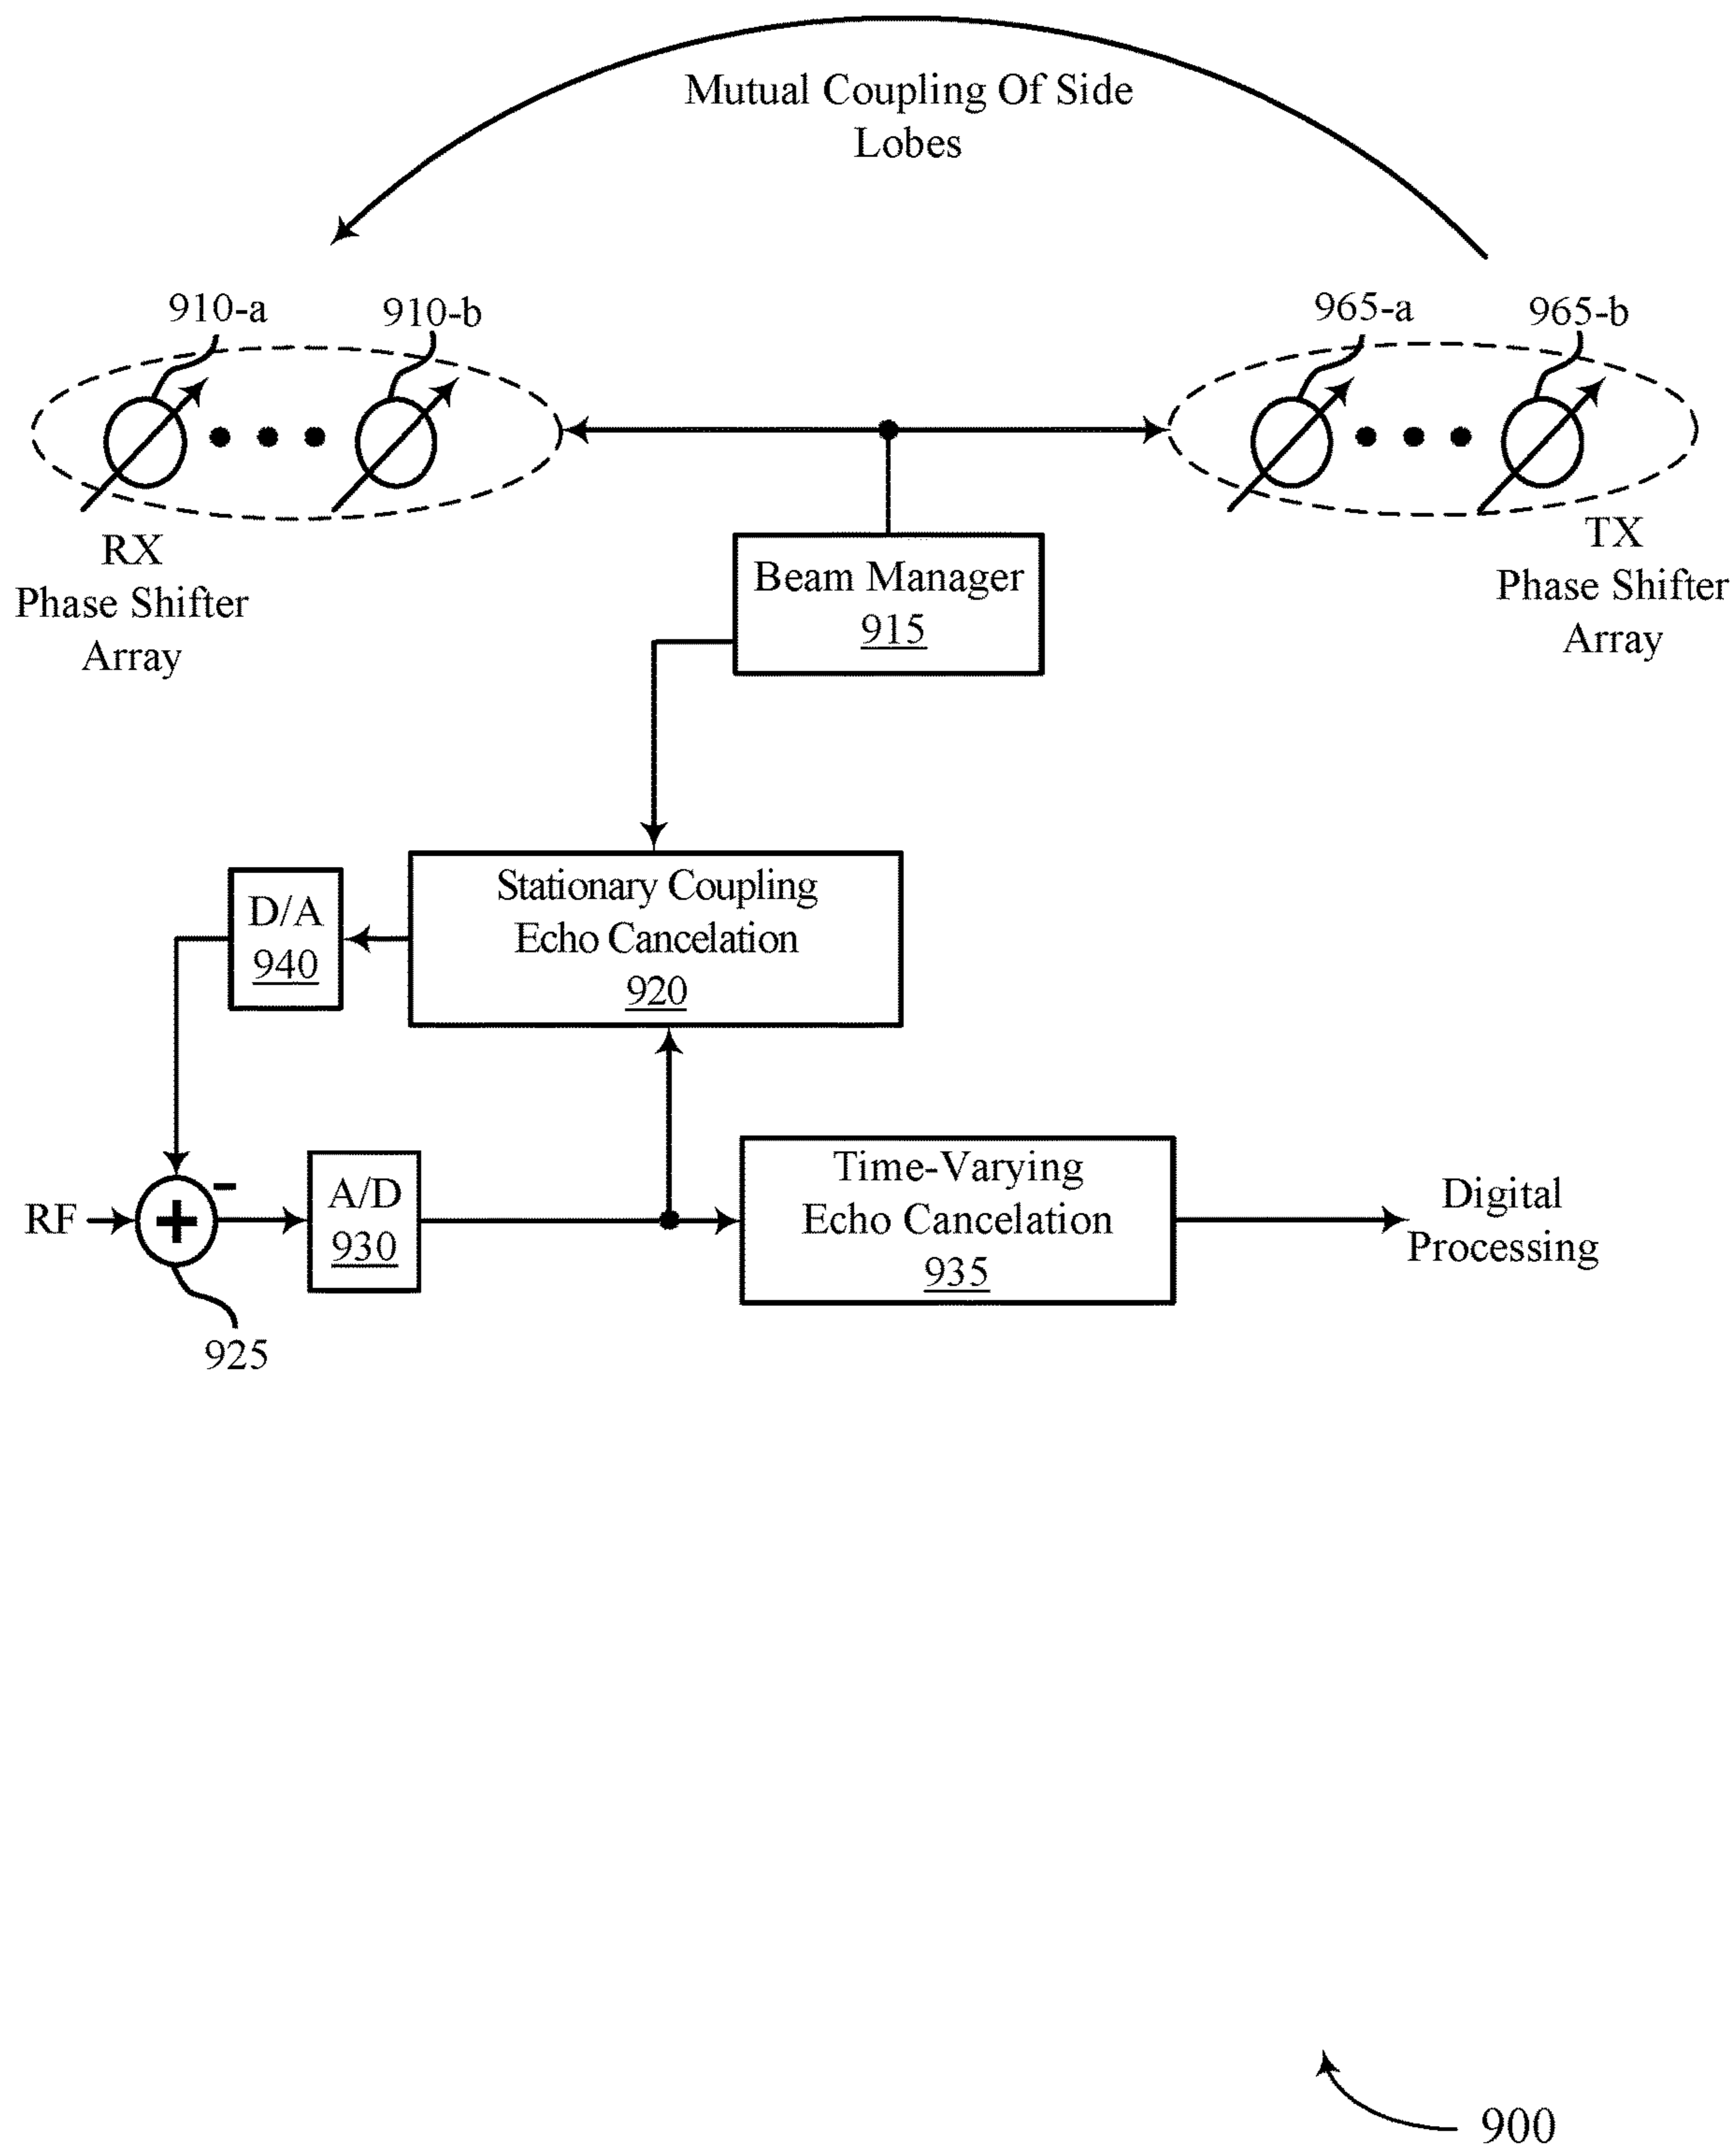 Mutual Coupling Of Side
Lobes
910-a
910-b
965-a
965-b
RX
Phase Shifter
Array
TX
Phase Shifter
Array
Beam Manager
915
Stationary Coupling
Echo Cancelation
920
D/A
940
RF
+
-
A/D
930
Time-Varying
Echo Cancelation
935
Digital
Processing
925
900